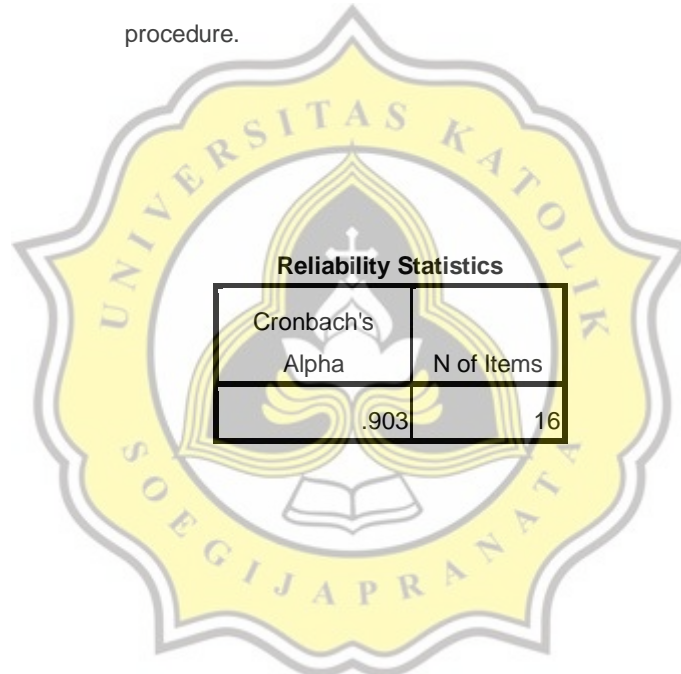 procedure.
UNIVERSITAS KATOLIK
SOEGIJAPRANATA
Reliability Statistics
Cronbach's
Alpha
N of Items
.903
16